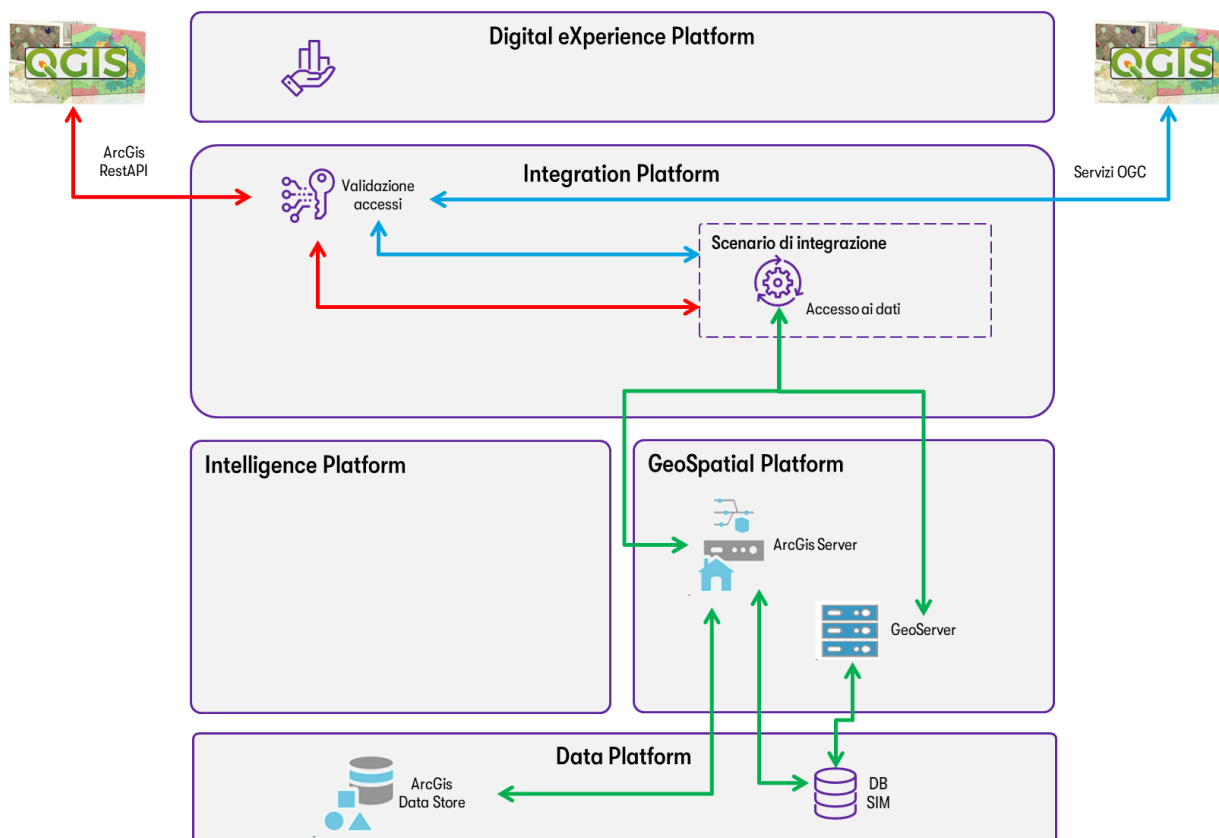 QGIS
Digital eXperience Platform
QGIS
ArcGis
RestAPI
Integration Platform
Servizi OGC
Validazione
accessi
Scenario di integrazione
Accesso ai dati
Intelligence Platform
GeoSpatial Platform
ArcGis Server
GeoServer
Data Platform
ArcGis
Data Store
DB
SIM